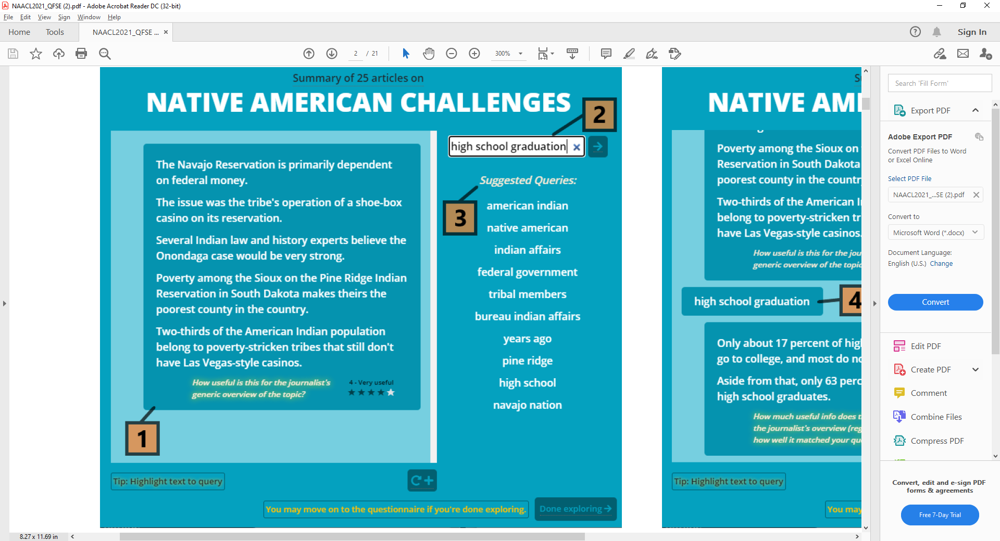 NAACL2021_QFSE (2).pdf - Adobe Acrobat Reader DC (32-bit)
File Edit View Sign Window Help
Home Tools NAACL2021_QFSE ... × Sign In
2 / 21 300%
Summary of 25 articles on
NATIVE AMERICAN CHALLENGES
2
high school graduation
The Navajo Reservation is primarily dependent
on federal money.
The issue was the tribe's operation of a shoe-box
casino on its reservation.
Several Indian law and history experts believe the
Onondaga case would be very strong.
Poverty among the Sioux on the Pine Ridge Indian
Reservation in South Dakota makes theirs the
poorest county in the country.
Two-thirds of the American Indian population
belong to poverty-stricken tribes that still don't
have Las Vegas-style casinos.
How useful is this for the journalist's
generic overview of the topic?
4 - Very useful
1
Suggested Queries:
3
american indian
native american
indian affairs
federal government
tribal members
bureau indian affairs
years ago
pine ridge
high school
navajo nation
Tip: Highlight text to query
You may move on to the questionnaire if you're done exploring.
Done exploring
NATIVE AM
Poverty among the Sioux on
Reservation in South Dakota
poorest county in the countr
Two-thirds of the American I
belong to poverty-stricken tr
have Las Vegas-style casinos.
How useful is this for the jou
generic overview of the topic
high school graduation
4
Only about 17 percent of higl
go to college, and most do no
Aside from that, only 63 perc
high school graduates.
How much useful info does t
the journalist's overview (reg
how well it matched your qu
Tip: Highlight text to query
You may
Search 'Fill Form'
Export PDF
Adobe Export PDF
Convert PDF Files to Word
or Excel Online
Select PDF File
NAACL2021_...SE (2).pdf
Convert to
Microsoft Word (*.docx)
Document Language:
English (U.S.) Change
Convert
Edit PDF
Create PDF
Comment
Combine Files
Compress PDF
Convert, edit and e-sign PDF
forms & agreements
Free 7-Day Trial
8.27 x 11.69 in